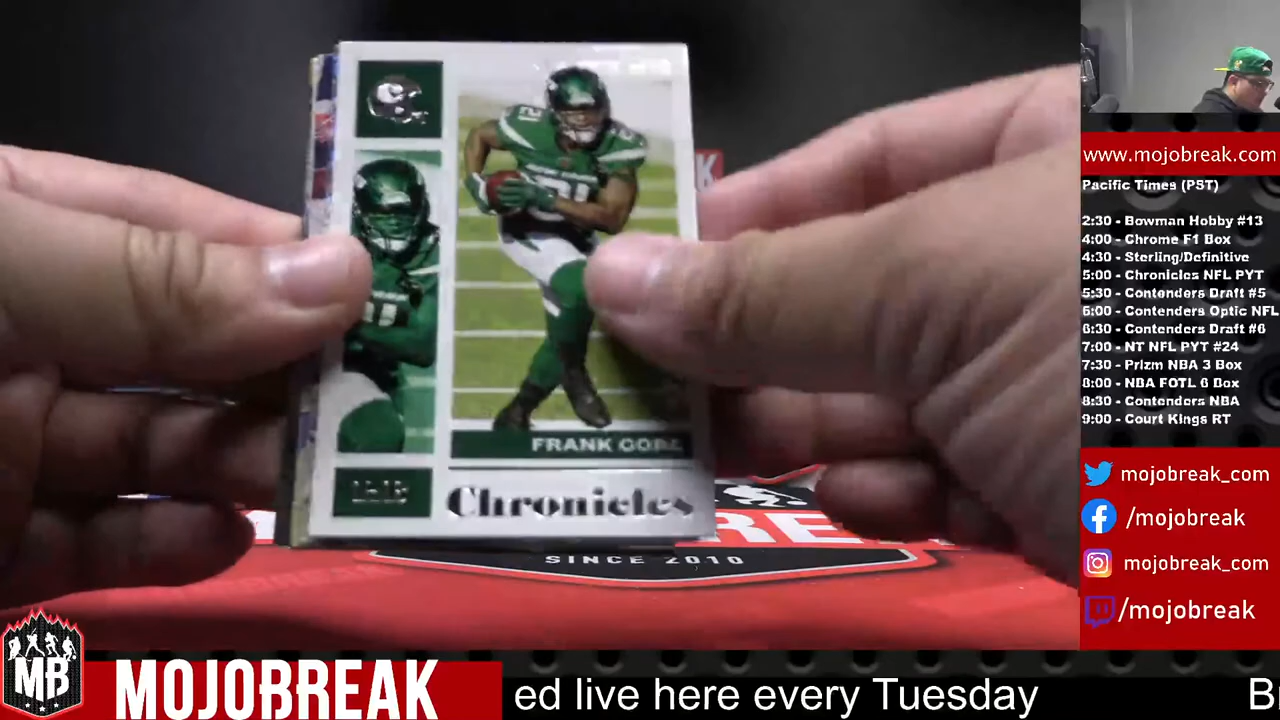 21
FRANK GORE
Chronicles
SINCE 2010
MB
MOJOBREAK
ed live here every Tuesday
B
www.mojobreak.com
Pacific Times (PST)
2:30 - Bowman Hobby #13
4:00 - Chrome F1 Box
4:30 - Sterling/Definitive
5:00 - Chronicles NFL PYT
5:30 - Contenders Draft #5
6:00 - Contenders Optic NFL
6:30 - Contenders Draft #6
7:00 - NT NFL PYT #24
7:30 - Prizm NBA 3 Box
8:00 - NBA FOTL 6 Box
8:30 - Contenders NBA
9:00 - Court Kings RT
mojobreak_com
/mojobreak
mojobreak_com
/mojobreak